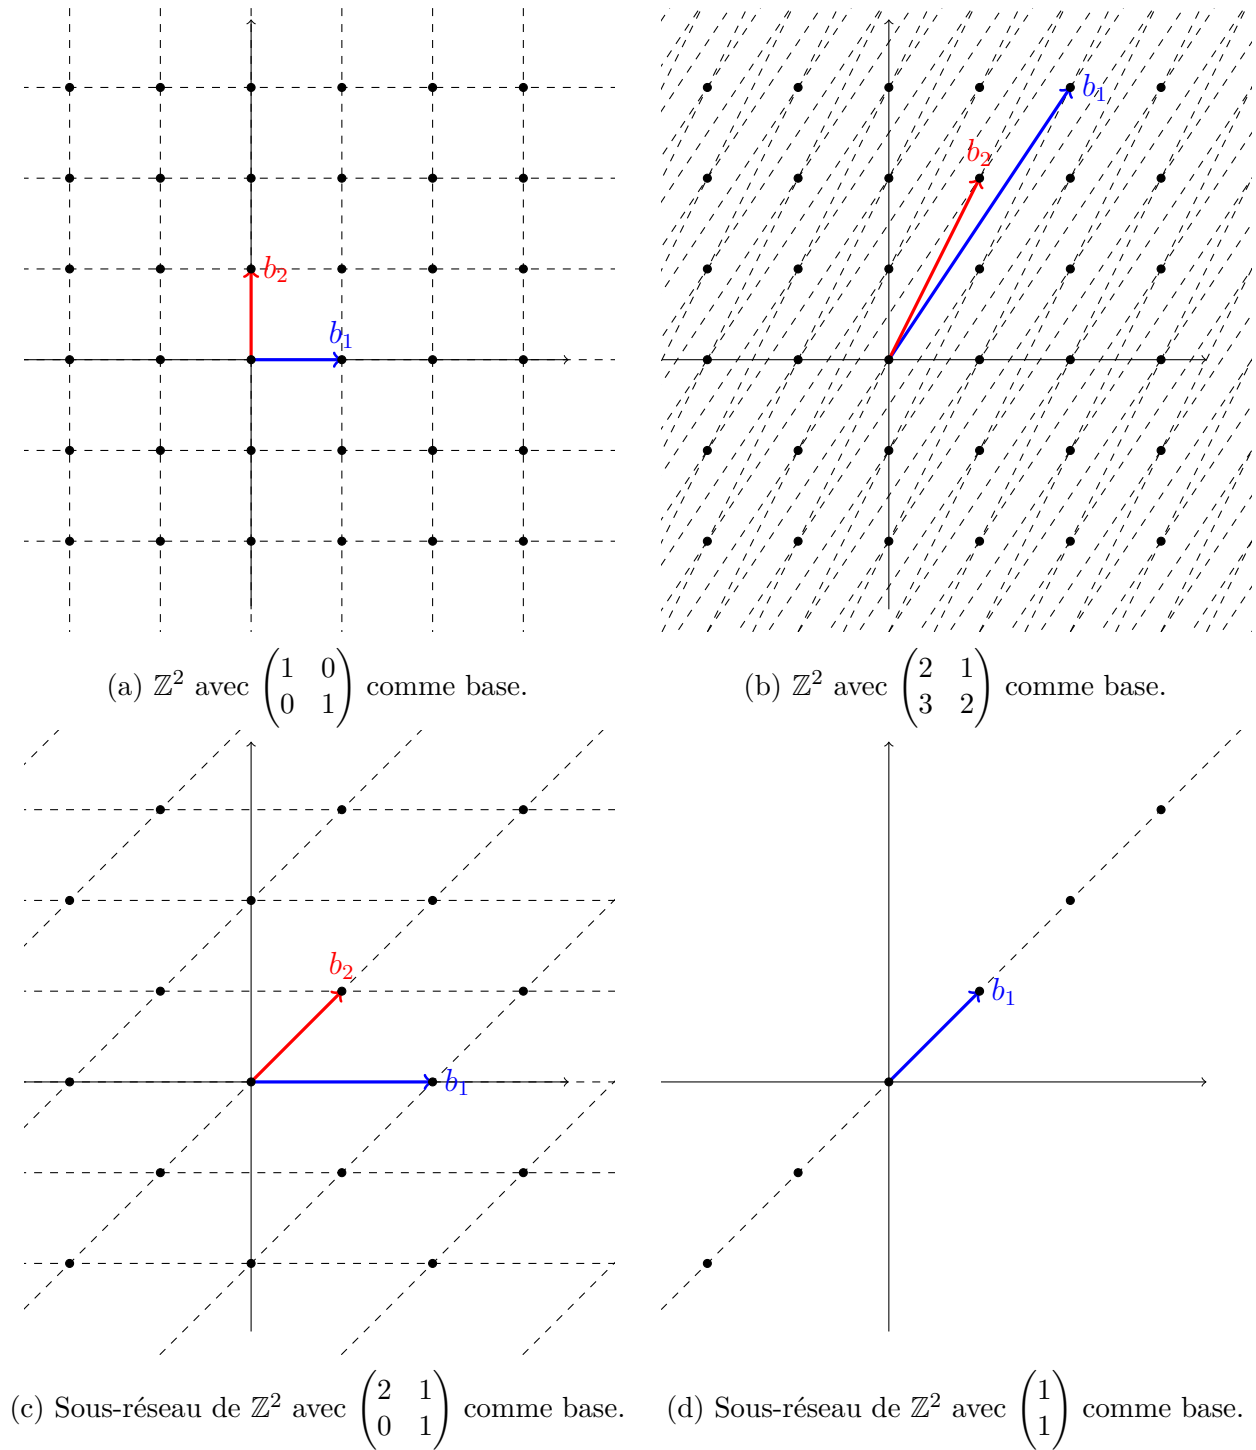 b₂
b₁
b₁
b₂
(a) ℤ² avec (1 0
0 1) comme base.
(b) ℤ² avec (2 1
3 2) comme base.
b₂
b₁
b₁
(c) Sous-réseau de ℤ² avec (2 1
0 1) comme base.
(d) Sous-réseau de ℤ² avec (1
1) comme base.